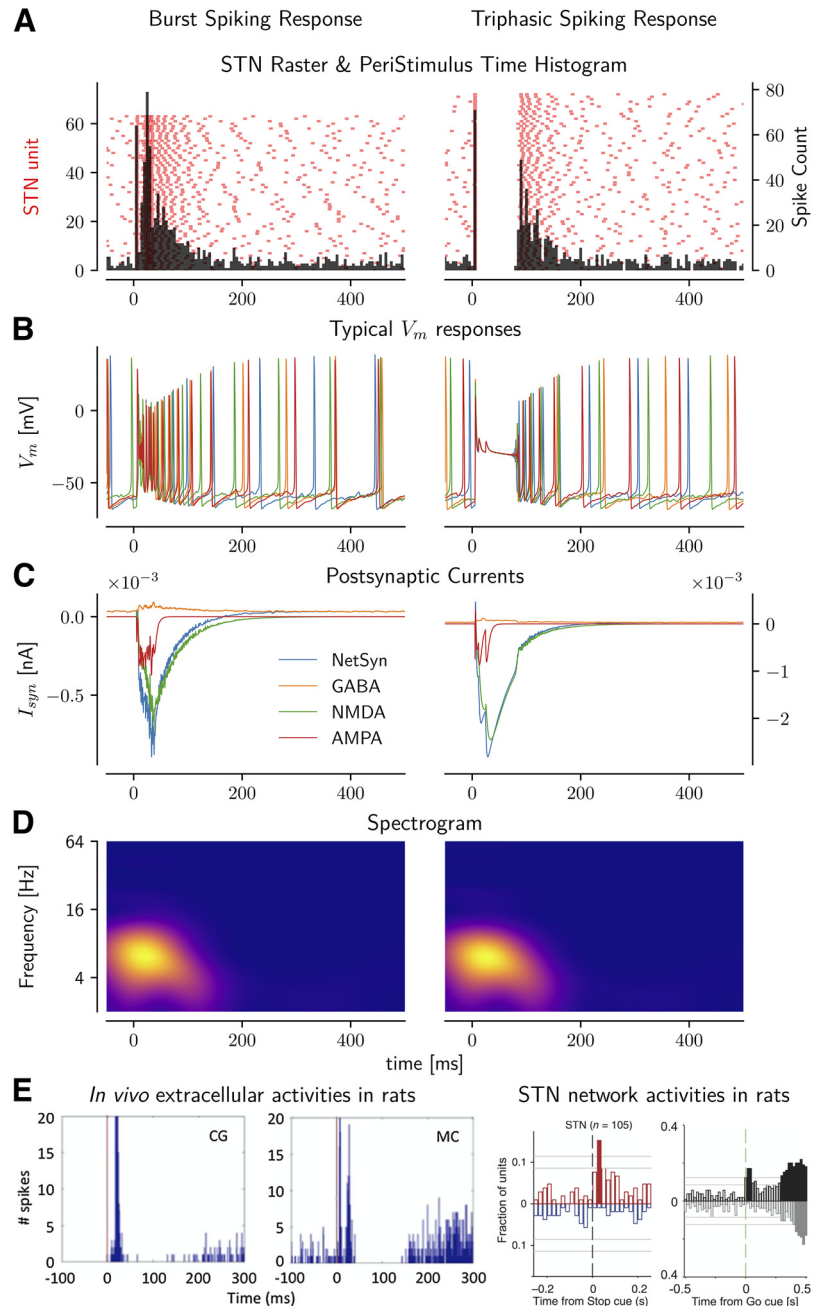 A
Burst Spiking Response
Triphasic Spiking Response
STN Raster & PeriStimulus Time Histogram
STN unit
60
40
20
0
80
60
40
20
0
Spike Count
0
200
400
0
200
400
B
Typical Vm responses
Vm [mV]
0
−50
0
200
400
0
200
400
C
Postsynaptic Currents
×10−3
×10−3
Isyn [nA]
0.0
−0.5
NetSyn
GABA
NMDA
AMPA
0
−1
−2
0
200
400
0
200
400
D
Spectrogram
Frequency [Hz]
64
16
4
0
200
400
0
200
400
time [ms]
E
In vivo extracellular activities in rats
STN network activities in rats
# spikes
20
15
10
5
0
CG
-100
0
100
200
300
20
15
10
5
0
MC
-100
0
100
200
300
Time (ms)
STN (n = 105)
Fraction of units
0.1
0
0.1
−0.2
0
0.2
Time from Stop cue (s)
0.4
0
0.4
-0.5
0
0.5
Time from Go cue [s]